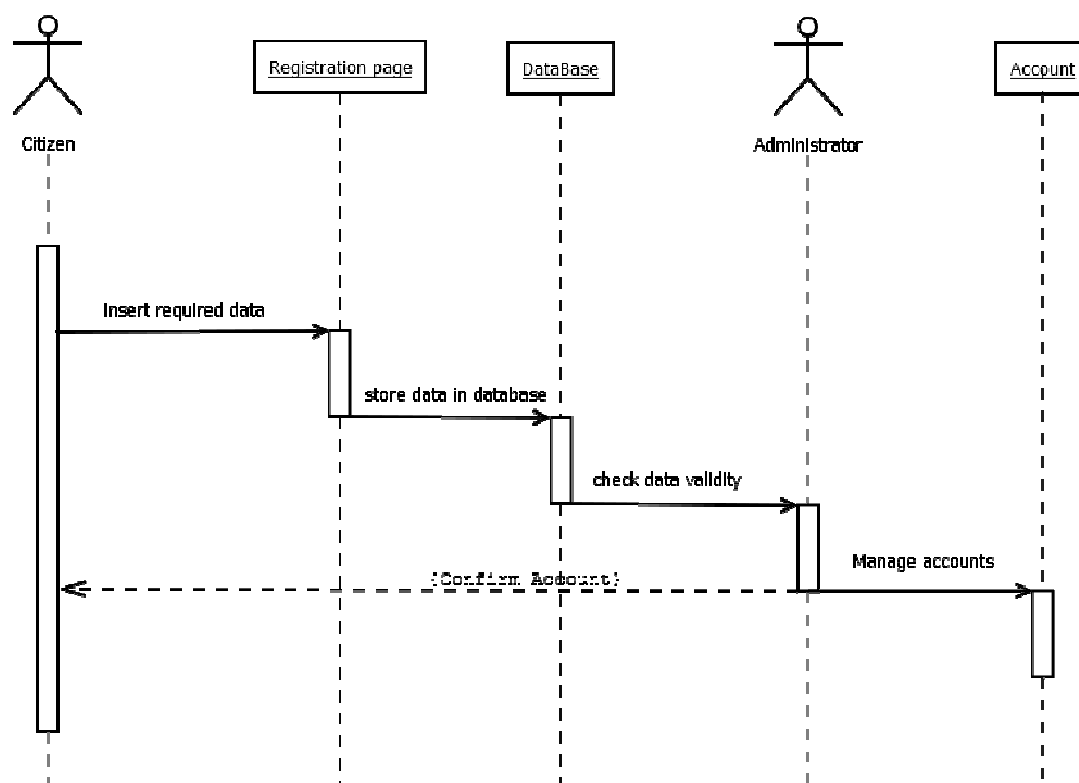 Registration page
DataBase
Account
Citizen
Administrator
Insert required data
store data in database
check data validity
Manage accounts
{Confirm Account}